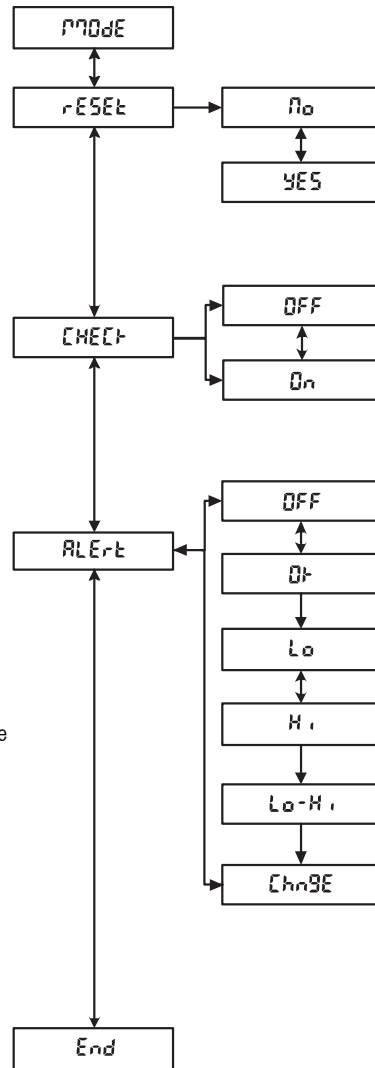 MODE
rESEt
No
YES
CHECk
OFF
On
ALErt
OFF
Ok
Lo
Hi
e
Lo-Hi
ChngE
End